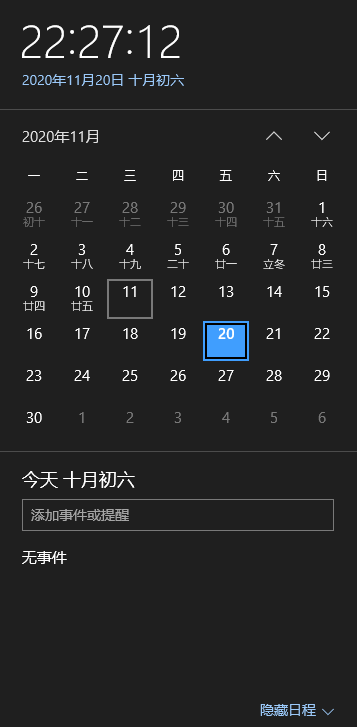 22:27:12
2020年11月20日 十月初六
2020年11月
一 二 三 四 五 六 日
26 27 28 29 30 31 1
初十 十一 十二 十三 十四 十五 十六
2 3 4 5 6 7 8
十七 十八 十九 二十 廿一 立冬 廿三
9 10 11 12 13 14 15
廿四 廿五
16 17 18 19 20 21 22
23 24 25 26 27 28 29
30 1 2 3 4 5 6
今天 十月初六
添加事件或提醒
无事件
隐藏日程